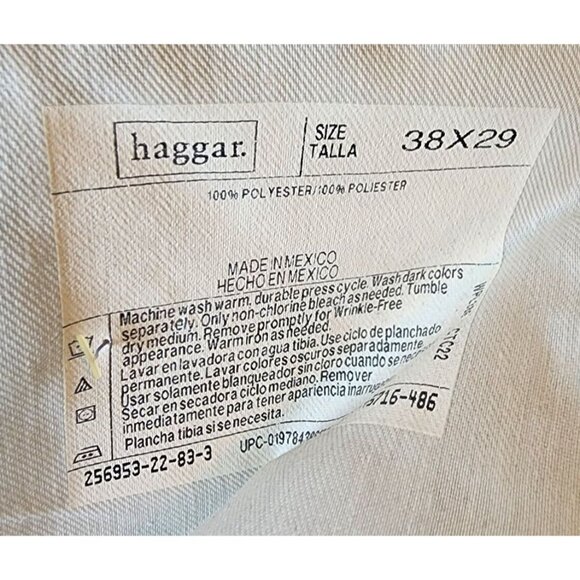 haggar.
SIZE
TALLA
38X29
100% POLYESTER/100% POLIESTER
MADE IN MEXICO
HECHO EN MEXICO
Machine wash warm, durable press cycle. Wash dark colors
separately. Only non-chlorine bleach as needed. Tumble
dry medium. Remove promptly for Wrinkle-Free
appearance. Warm iron as needed.
Lavar en lavadora con agua tibia. Use ciclo de planchado
permanente. Lavar colores oscuros separadamente.
Usar solamente blanqueador sin cloro cuando se
Secar en secadora ciclo mediano. Remover
inmediatamente para tener apariencia
Plancha tibia si se necesita.
256953-22-83-3
716-486